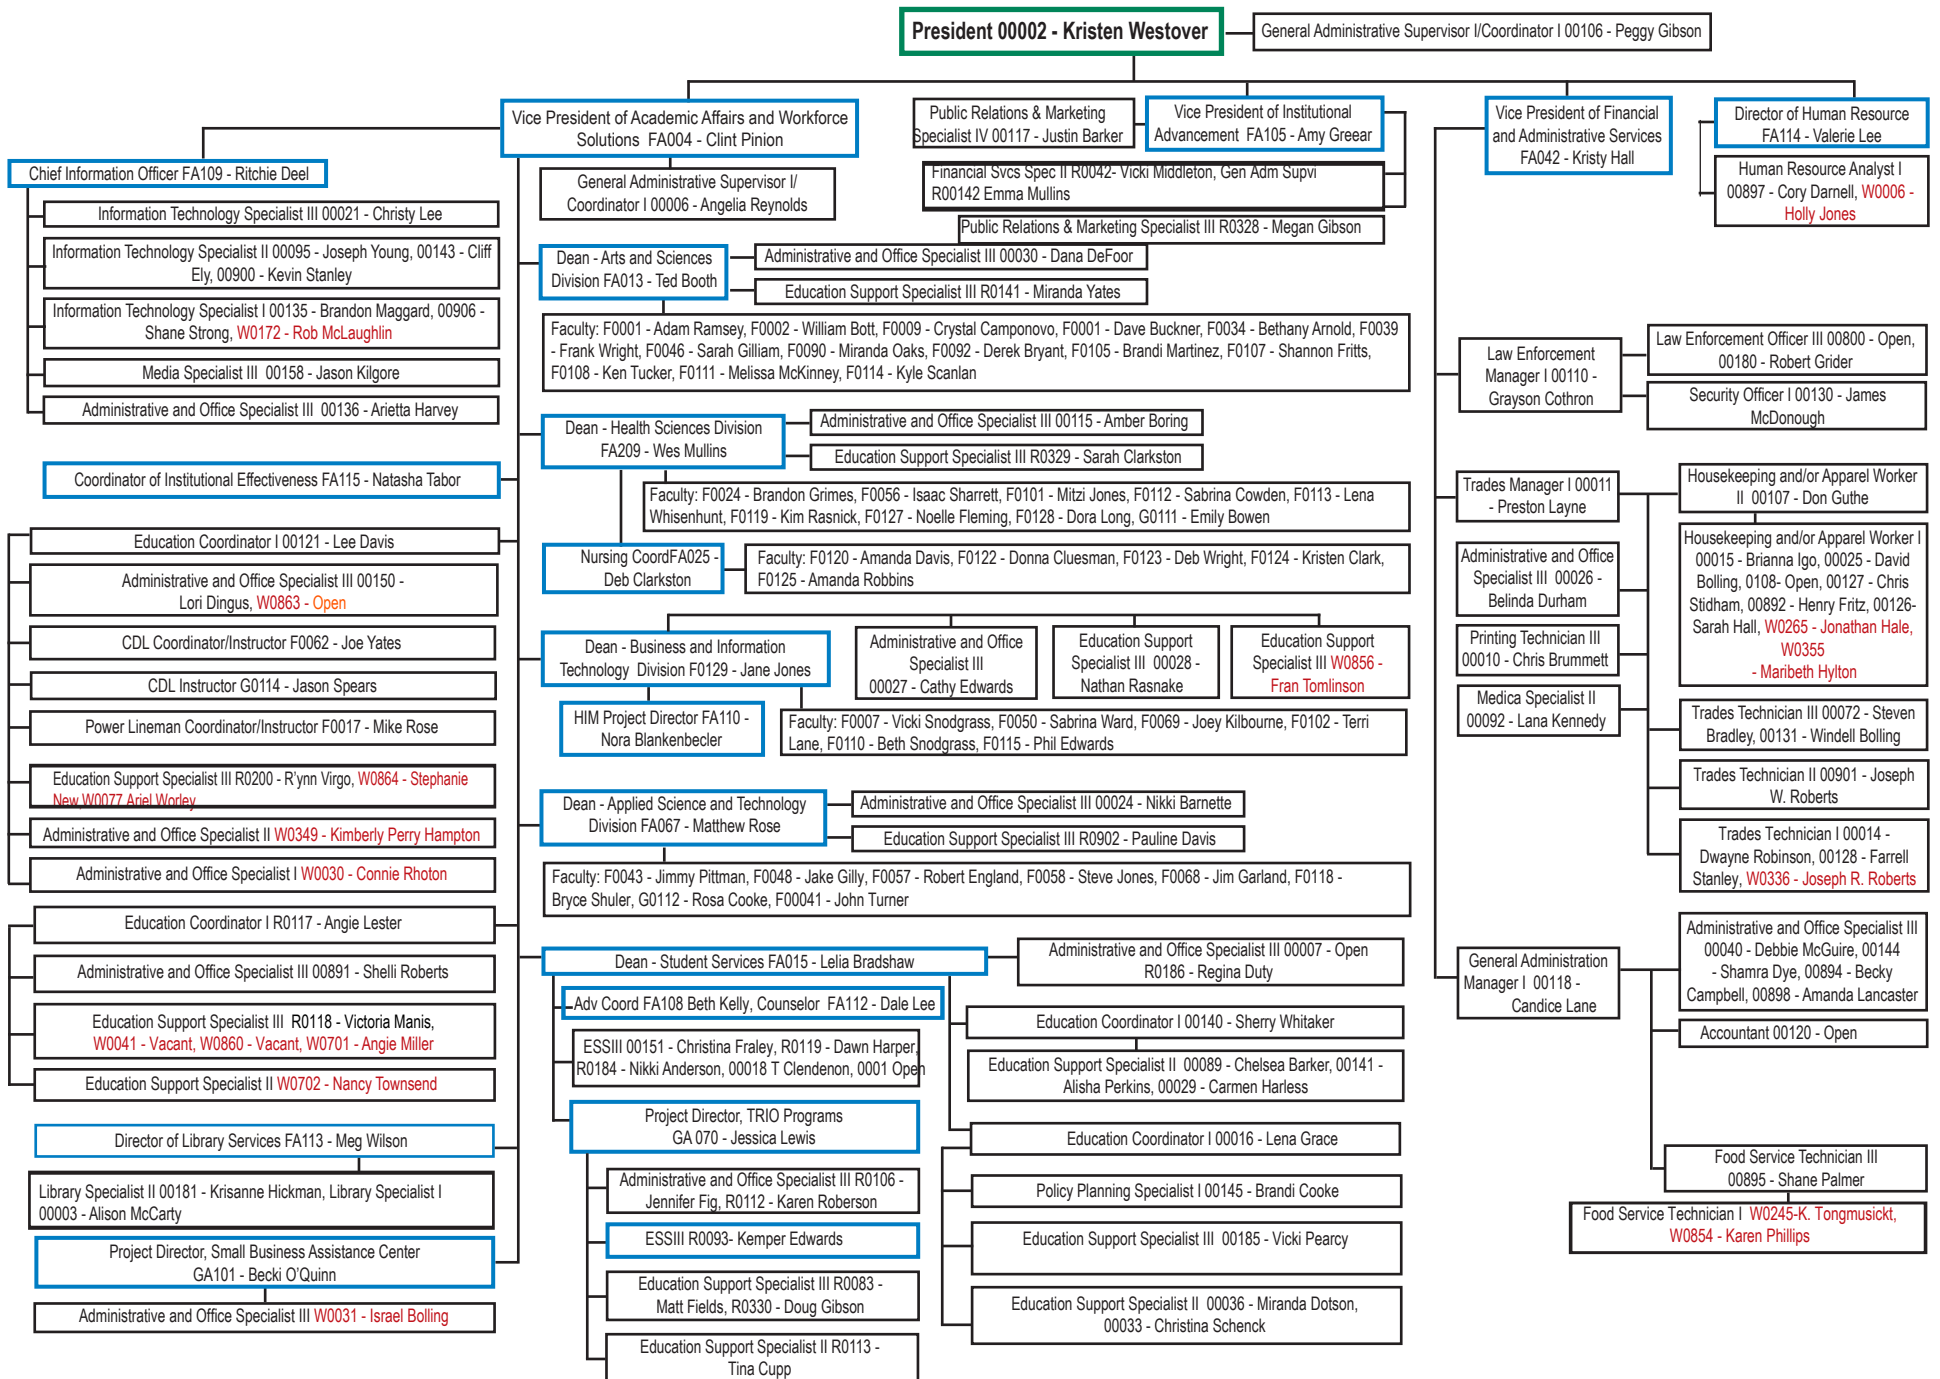 President 00002 - Kristen Westover
General Administrative Supervisor I/Coordinator I 00106 - Peggy Gibson
Vice President of Academic Affairs and Workforce
Solutions FA004 - Clint Pinion
Public Relations & Marketing
Specialist IV 00117 - Justin Barker
Vice President of Institutional
Advancement FA105 - Amy Greear
Vice President of Financial
and Administrative Services
FA042 - Kristy Hall
Director of Human Resource
FA114 - Valerie Lee
Human Resource Analyst I
00897 - Cory Darnell, W0006 -
Holly Jones
Financial Svcs Spec II R0042- Vicki Middleton, Gen Adm Supvi
R00142 Emma Mullins
Public Relations & Marketing Specialist III R0328 - Megan Gibson
General Administrative Supervisor I/
Coordinator I 00006 - Angelia Reynolds
Chief Information Officer FA109 - Ritchie Deel
Information Technology Specialist III 00021 - Christy Lee
Information Technology Specialist II 00095 - Joseph Young, 00143 - Cliff
Ely, 00900 - Kevin Stanley
Information Technology Specialist I 00135 - Brandon Maggard, 00906 -
Shane Strong, W0172 - Rob McLaughlin
Media Specialist III 00158 - Jason Kilgore
Administrative and Office Specialist III 00136 - Arietta Harvey
Coordinator of Institutional Effectiveness FA115 - Natasha Tabor
Education Coordinator I 00121 - Lee Davis
Administrative and Office Specialist III 00150 -
Lori Dingus, W0863 - Open
CDL Coordinator/Instructor F0062 - Joe Yates
CDL Instructor G0114 - Jason Spears
Power Lineman Coordinator/Instructor F0017 - Mike Rose
Education Support Specialist III R0200 - R'ynn Virgo, W0864 - Stephanie
New,W0077 Ariel Worley
Administrative and Office Specialist II W0349 - Kimberly Perry Hampton
Administrative and Office Specialist I W0030 - Connie Rhoton
Education Coordinator I R0117 - Angie Lester
Administrative and Office Specialist III 00891 - Shelli Roberts
Education Support Specialist III R0118 - Victoria Manis,
W0041 - Vacant, W0860 - Vacant, W0701 - Angie Miller
Education Support Specialist II W0702 - Nancy Townsend
Director of Library Services FA113 - Meg Wilson
Library Specialist II 00181 - Krisanne Hickman, Library Specialist I
00003 - Alison McCarty
Project Director, Small Business Assistance Center
GA101 - Becki O'Quinn
Administrative and Office Specialist III W0031 - Israel Bolling
Dean - Arts and Sciences
Division FA013 - Ted Booth
Administrative and Office Specialist III 00030 - Dana DeFoor
Education Support Specialist III R0141 - Miranda Yates
Faculty: F0001 - Adam Ramsey, F0002 - William Bott, F0009 - Crystal Camponovo, F0001 - Dave Buckner, F0034 - Bethany Arnold, F0039
- Frank Wright, F0046 - Sarah Gilliam, F0090 - Miranda Oaks, F0092 - Derek Bryant, F0105 - Brandi Martinez, F0107 - Shannon Fritts,
F0108 - Ken Tucker, F0111 - Melissa McKinney, F0114 - Kyle Scanlan
Dean - Health Sciences Division
FA209 - Wes Mullins
Administrative and Office Specialist III 00115 - Amber Boring
Education Support Specialist III R0329 - Sarah Clarkston
Faculty: F0024 - Brandon Grimes, F0056 - Isaac Sharrett, F0101 - Mitzi Jones, F0112 - Sabrina Cowden, F0113 - Lena
Whisenhunt, F0119 - Kim Rasnick, F0127 - Noelle Fleming, F0128 - Dora Long, G0111 - Emily Bowen
Nursing CoordFA025 -
Deb Clarkston
Faculty: F0120 - Amanda Davis, F0122 - Donna Cluesman, F0123 - Deb Wright, F0124 - Kristen Clark,
F0125 - Amanda Robbins
Dean - Business and Information
Technology Division F0129 - Jane Jones
Administrative and Office
Specialist III
00027 - Cathy Edwards
Education Support
Specialist III 00028 -
Nathan Rasnake
Education Support
Specialist III W0856 -
Fran Tomlinson
HIM Project Director FA110 -
Nora Blankenbecler
Faculty: F0007 - Vicki Snodgrass, F0050 - Sabrina Ward, F0069 - Joey Kilbourne, F0102 - Terri
Lane, F0110 - Beth Snodgrass, F0115 - Phil Edwards
Dean - Applied Science and Technology
Division FA067 - Matthew Rose
Administrative and Office Specialist III 00024 - Nikki Barnette
Education Support Specialist III R0902 - Pauline Davis
Faculty: F0043 - Jimmy Pittman, F0048 - Jake Gilly, F0057 - Robert England, F0058 - Steve Jones, F0068 - Jim Garland, F0118 -
Bryce Shuler, G0112 - Rosa Cooke, F00041 - John Turner
Dean - Student Services FA015 - Lelia Bradshaw
Administrative and Office Specialist III 00007 - Open
R0186 - Regina Duty
Adv Coord FA108 Beth Kelly, Counselor FA112 - Dale Lee
ESSIII 00151 - Christina Fraley, R0119 - Dawn Harper,
R0184 - Nikki Anderson, 00018 T Clendenon, 0001 Open
Project Director, TRIO Programs
GA 070 - Jessica Lewis
Administrative and Office Specialist III R0106 -
Jennifer Fig, R0112 - Karen Roberson
ESSIII R0093- Kemper Edwards
Education Support Specialist III R0083 -
Matt Fields, R0330 - Doug Gibson
Education Support Specialist II R0113 -
Tina Cupp
Education Coordinator I 00140 - Sherry Whitaker
Education Support Specialist II 00089 - Chelsea Barker, 00141 -
Alisha Perkins, 00029 - Carmen Harless
Education Coordinator I 00016 - Lena Grace
Policy Planning Specialist I 00145 - Brandi Cooke
Education Support Specialist III 00185 - Vicki Pearcy
Education Support Specialist II 00036 - Miranda Dotson,
00033 - Christina Schenck
Law Enforcement
Manager I 00110 -
Grayson Cothron
Law Enforcement Officer III 00800 - Open,
00180 - Robert Grider
Security Officer I 00130 - James
McDonough
Trades Manager I 00011
- Preston Layne
Administrative and Office
Specialist III 00026 -
Belinda Durham
Printing Technician III
00010 - Chris Brummett
Medica Specialist II
00092 - Lana Kennedy
Housekeeping and/or Apparel Worker
II 00107 - Don Guthe
Housekeeping and/or Apparel Worker I
00015 - Brianna Igo, 00025 - David
Bolling, 0108- Open, 00127 - Chris
Stidham, 00892 - Henry Fritz, 00126-
Sarah Hall, W0265 - Jonathan Hale,
W0355
- Maribeth Hylton
Trades Technician III 00072 - Steven
Bradley, 00131 - Windell Bolling
Trades Technician II 00901 - Joseph
W. Roberts
Trades Technician I 00014 -
Dwayne Robinson, 00128 - Farrell
Stanley, W0336 - Joseph R. Roberts
General Administration
Manager I 00118 -
Candice Lane
Administrative and Office Specialist III
00040 - Debbie McGuire, 00144
- Shamra Dye, 00894 - Becky
Campbell, 00898 - Amanda Lancaster
Accountant 00120 - Open
Food Service Technician III
00895 - Shane Palmer
Food Service Technician I W0245-K. Tongmusickt,
W0854 - Karen Phillips